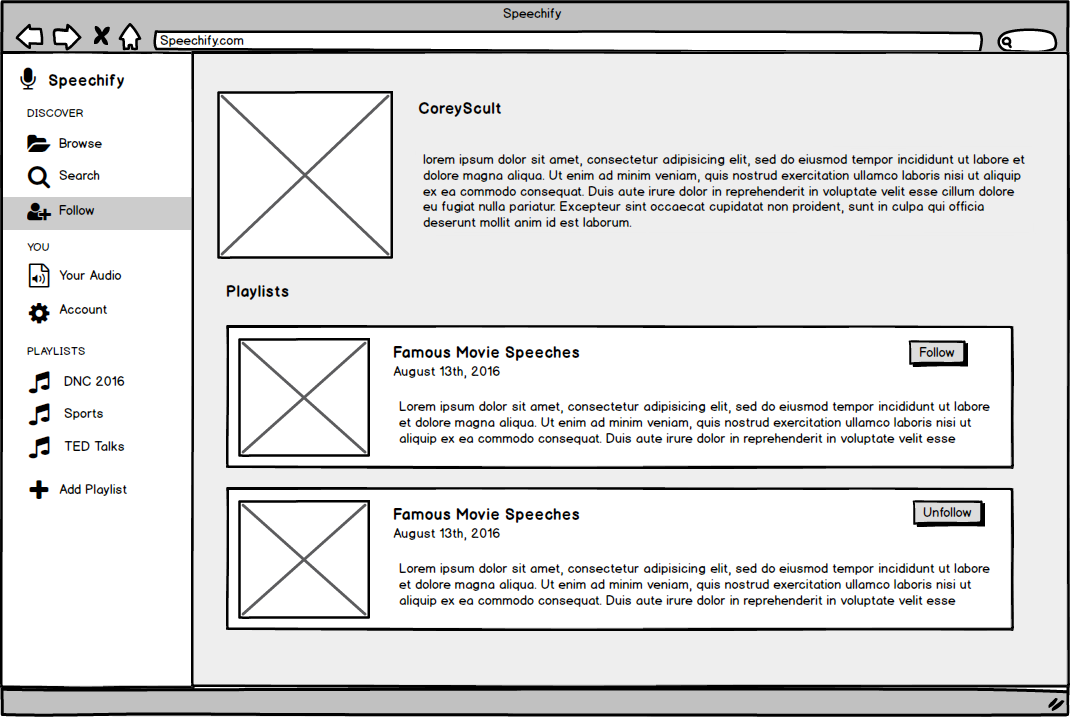 Speechify
Speechify.com
Speechify
DISCOVER
Browse
Search
Follow
YOU
Your Audio
Account
PLAYLISTS
DNC 2016
Sports
TED Talks
Add Playlist
CoreyScult
lorem ipsum dolor sit amet, consectetur adipisicing elit, sed do eiusmod tempor incididunt ut labore et
dolore magna aliqua. Ut enim ad minim veniam, quis nostrud exercitation ullamco laboris nisi ut aliquip
ex ea commodo consequat. Duis aute irure dolor in reprehenderit in voluptate velit esse cillum dolore
eu fugiat nulla pariatur. Excepteur sint occaecat cupidatat non proident, sunt in culpa qui officia
deserunt mollit anim id est laborum.
Playlists
Famous Movie Speeches
Follow
August 13th, 2016
Lorem ipsum dolor sit amet, consectetur adipisicing elit, sed do eiusmod tempor incididunt ut labore
et dolore magna aliqua. Ut enim ad minim veniam, quis nostrud exercitation ullamco laboris nisi ut
aliquip ex ea commodo consequat. Duis aute irure dolor in reprehenderit in voluptate velit esse
Famous Movie Speeches
Unfollow
August 13th, 2016
Lorem ipsum dolor sit amet, consectetur adipisicing elit, sed do eiusmod tempor incididunt ut labore
et dolore magna aliqua. Ut enim ad minim veniam, quis nostrud exercitation ullamco laboris nisi ut
aliquip ex ea commodo consequat. Duis aute irure dolor in reprehenderit in voluptate velit esse